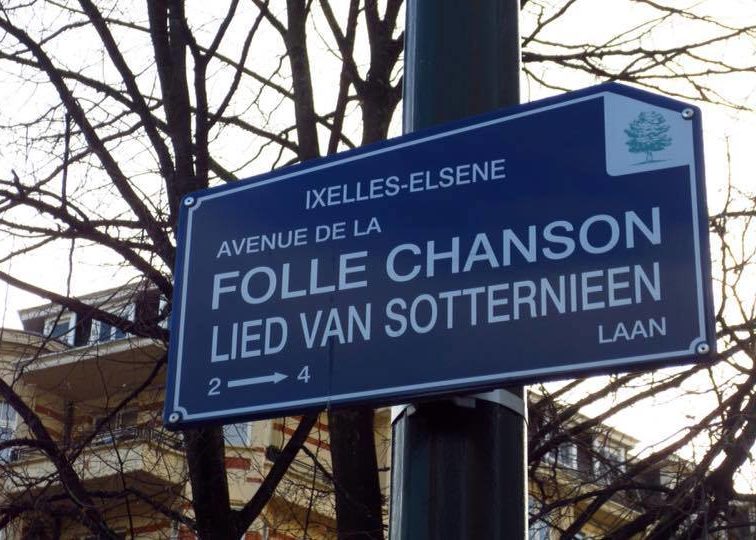 IXELLES-ELSENE
AVENUE DE LA
FOLLE CHANSON
LIED VAN SOTTERNIEEN
LAAN
2 → 4